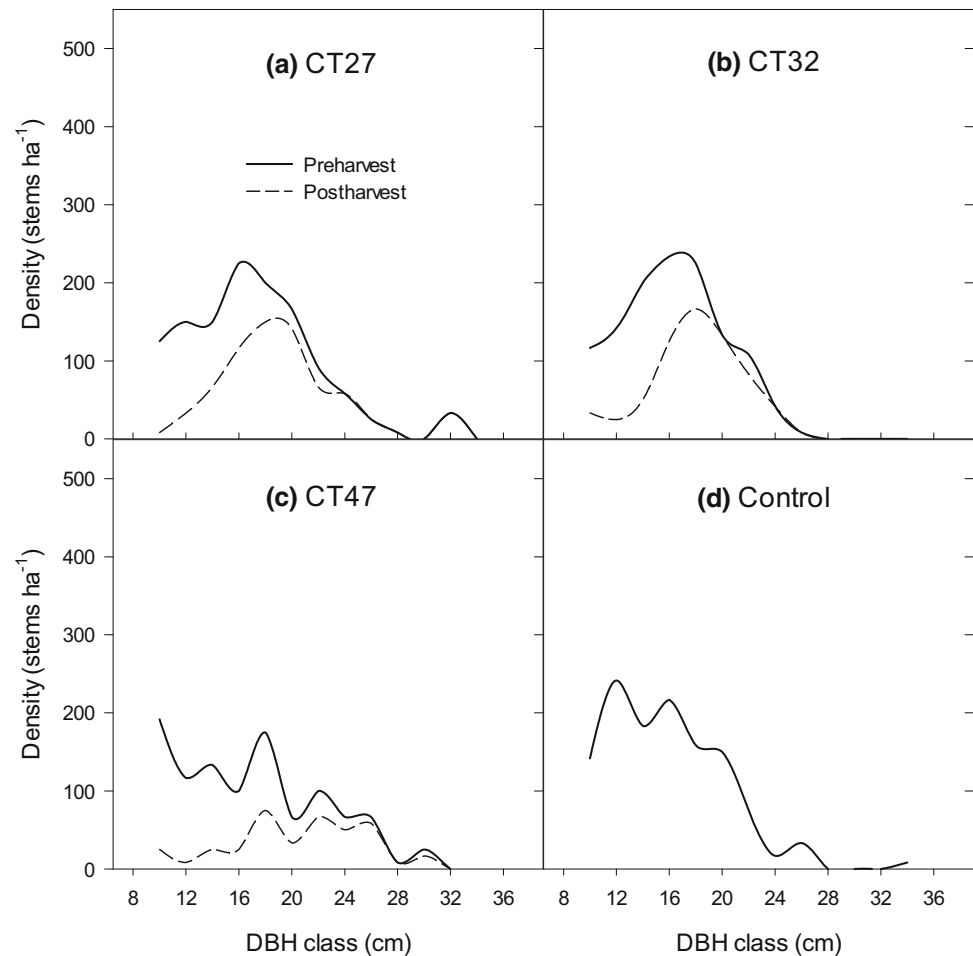 (a) CT27
(b) CT32
Preharvest
Postharvest
Density (stems ha⁻¹)
500
400
300
200
100
0
(c) CT47
(d) Control
Density (stems ha⁻¹)
500
400
300
200
100
0
8 12 16 20 24 28 32 36
8 12 16 20 24 28 32 36
DBH class (cm)
DBH class (cm)